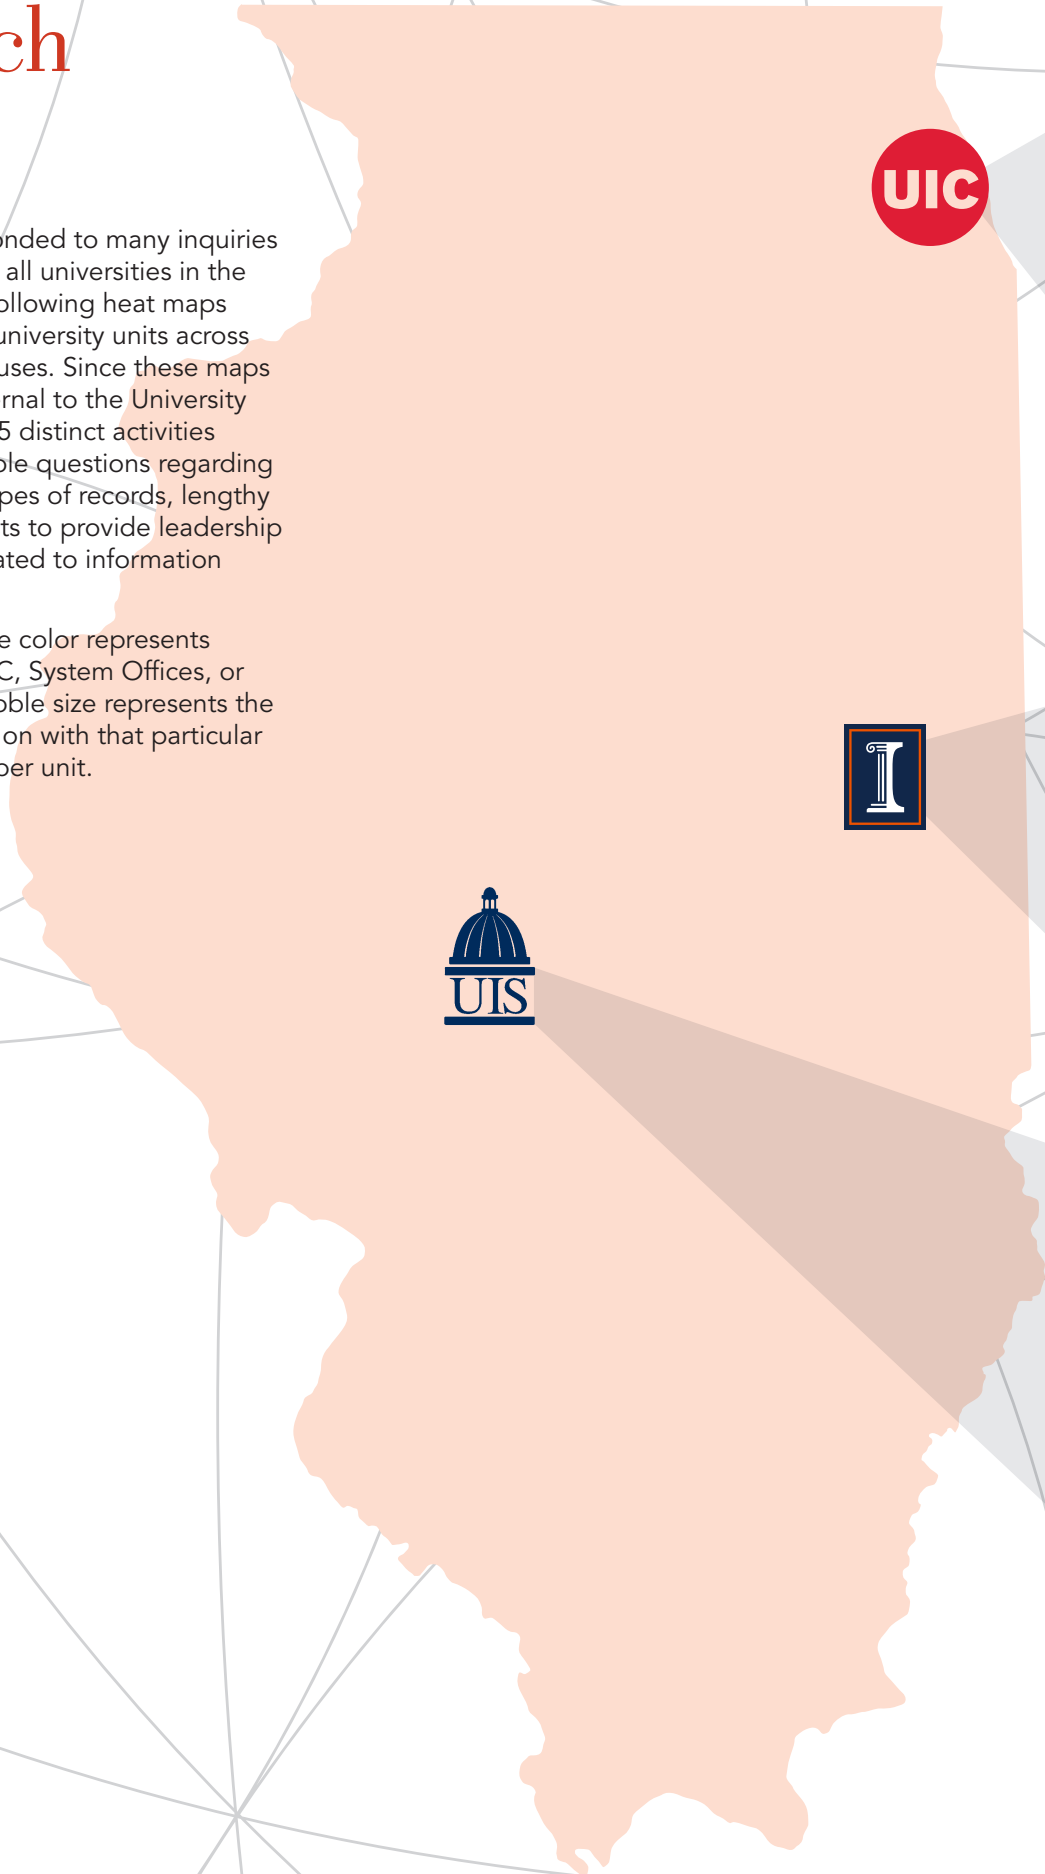 ch
onded to many inquiries
all universities in the
ollowing heat maps
university units across
uses. Since these maps
rnal to the University
5 distinct activities
ble questions regarding
pes of records, lengthy
ts to provide leadership
ated to information
e color represents
C, System Offices, or
bble size represents the
on with that particular
per unit.
UIC
I
UIS